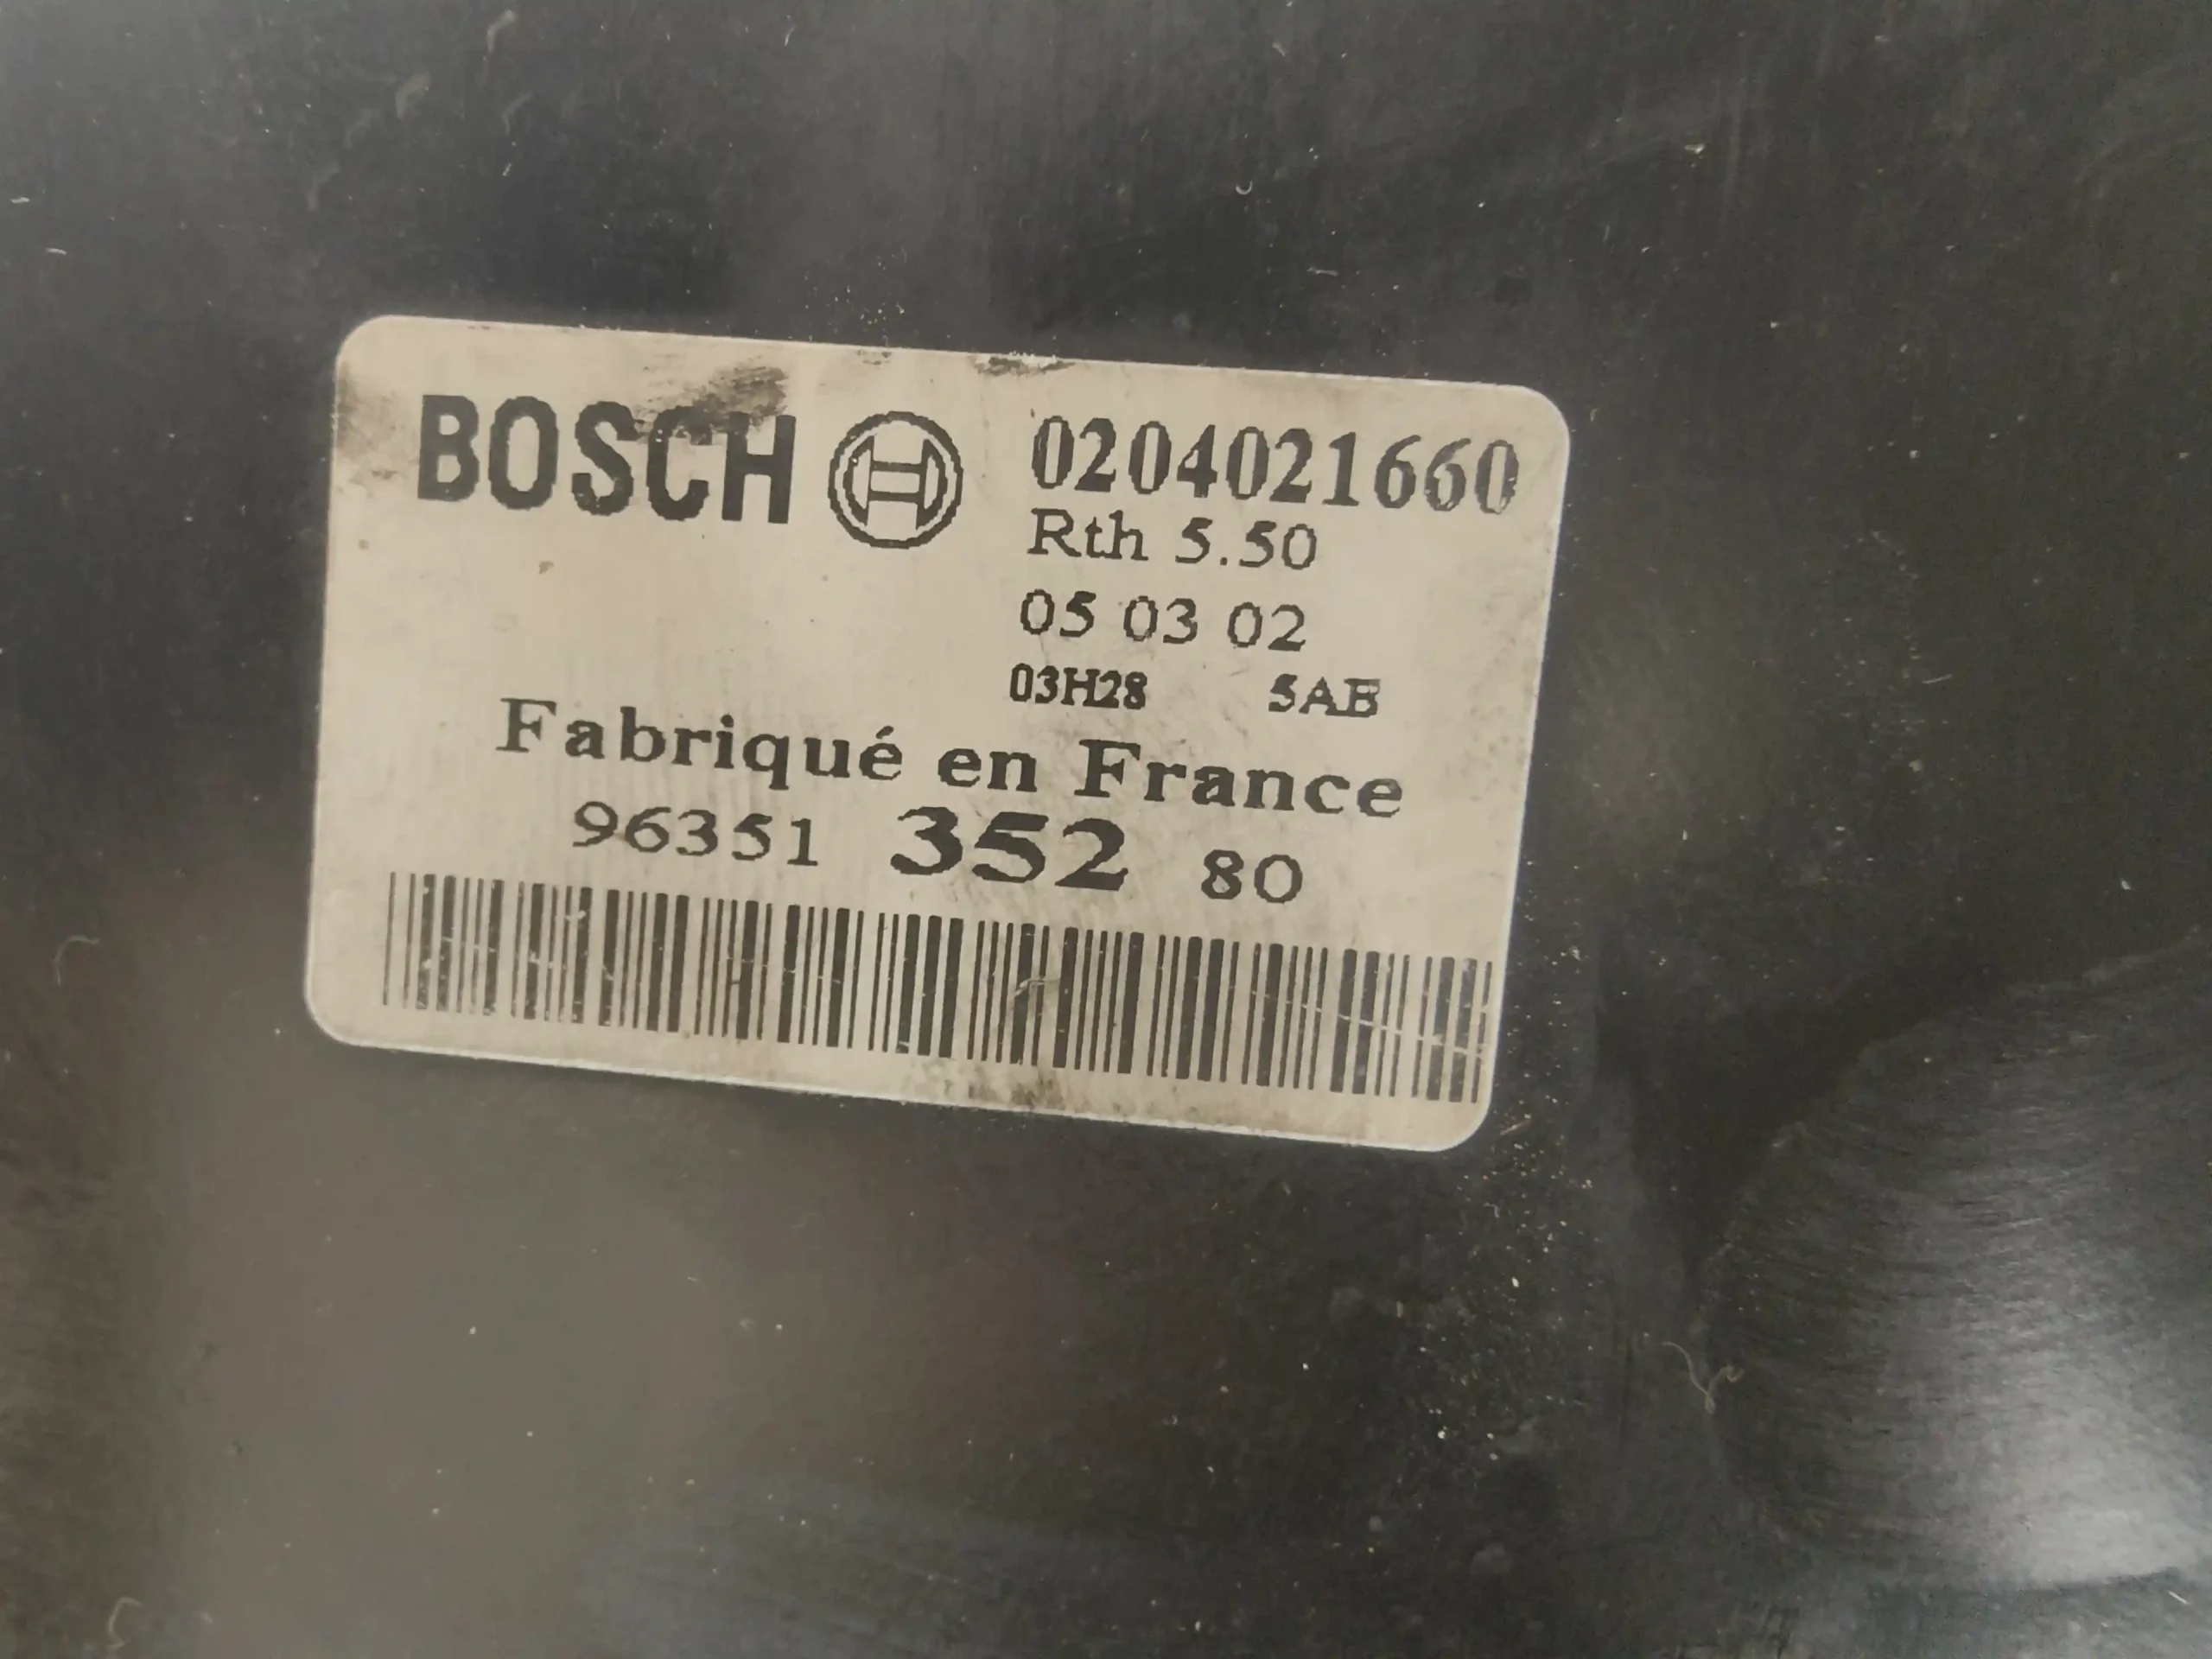 BOSCH 0204021660
Rth 5.50
05 03 02
03H28 5AB
Fabriqué en France
96351 352 80